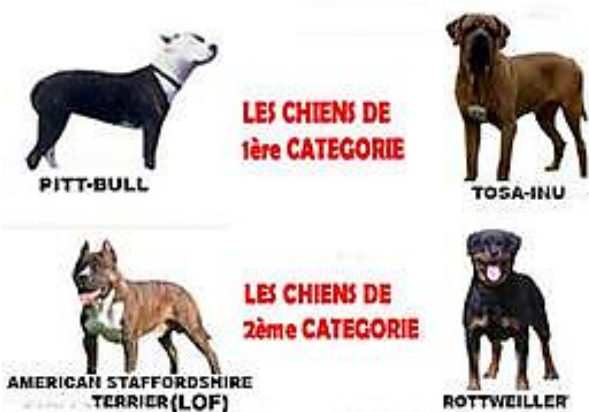 LES CHIENS DE
1ère CATEGORIE
PITT-BULL
TOSA-INU
LES CHIENS DE
2ème CATEGORIE
AMERICAN STAFFORDSHIRE
TERRIER(LOF)
ROTTWEILLER